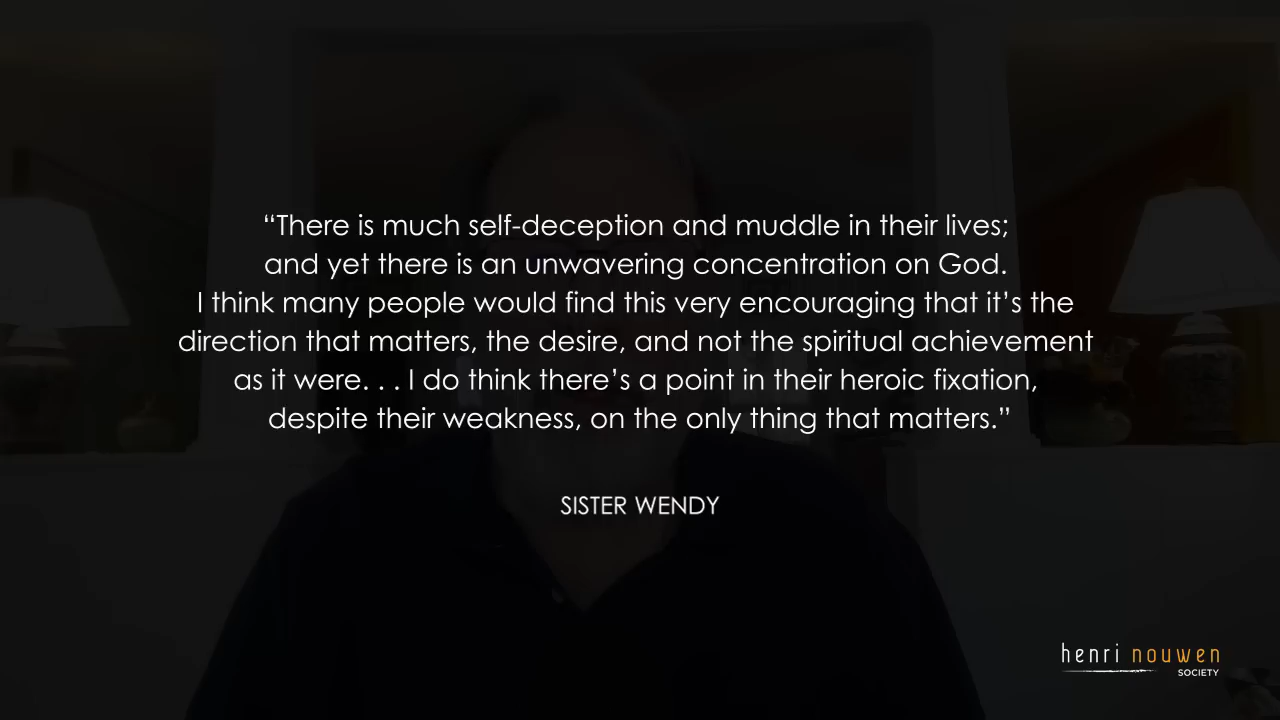 “There is much self-deception and muddle in their lives;
and yet there is an unwavering concentration on God.
I think many people would find this very encouraging that it’s the
direction that matters, the desire, and not the spiritual achievement
as it were. . . I do think there’s a point in their heroic fixation,
despite their weakness, on the only thing that matters.”
SISTER WENDY
henri nouwen
SOCIETY